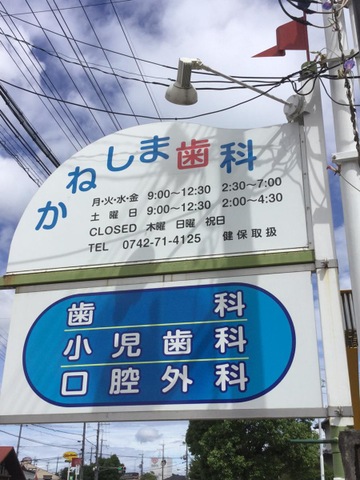 かねしま歯科
月・火・水・金 9:00〜12:30 2:30〜7:00
土 曜 日 9:00〜12:30 2:00〜4:30
CLOSED 木曜 日曜 祝日
TEL 0742-71-4125 健保取扱
歯 科
小児歯科
口腔外科